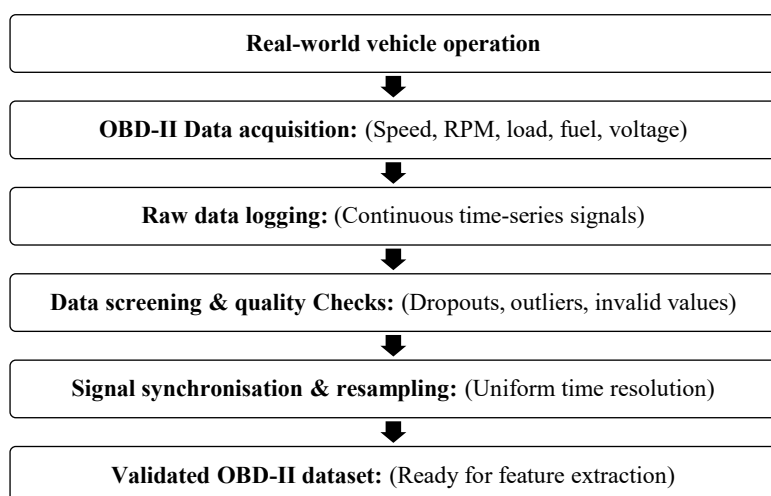 Real-world vehicle operation
OBD-II Data acquisition: (Speed, RPM, load, fuel, voltage)
Raw data logging: (Continuous time-series signals)
Data screening & quality Checks: (Dropouts, outliers, invalid values)
Signal synchronisation & resampling: (Uniform time resolution)
Validated OBD-II dataset: (Ready for feature extraction)